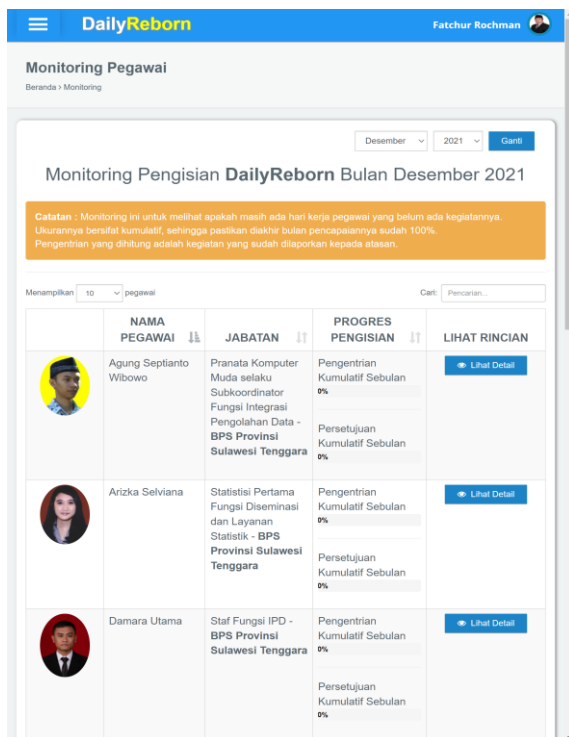 DailyReborn
Fatchur Rochman
Monitoring Pegawai
Beranda > Monitoring
Desember
2021
Ganti
Monitoring Pengisian DailyReborn Bulan Desember 2021
Catatan : Monitoring ini untuk melihat apakah masih ada hari kerja pegawai yang belum ada kegiatannya.
Ukurannya bersifat kumulatif, sehingga pastikan diakhir bulan pencapaiannya sudah 100%.
Pengentrian yang dihitung adalah kegiatan yang sudah dilaporkan kepada atasan.
Menampilkan 10 pegawai
Cari: Pencarian...
NAMA
PEGAWAI
JABATAN
PROGRES
PENGISIAN
LIHAT RINCIAN
Agung Septianto
Wibowo
Pranata Komputer
Muda selaku
Subkoordinator
Fungsi Integrasi
Pengolahan Data -
BPS Provinsi
Sulawesi Tenggara
Pengentrian
Kumulatif Sebulan
0%
Persetujuan
Kumulatif Sebulan
0%
Lihat Detail
Arizka Selviana
Statistisi Pertama
Fungsi Diseminasi
dan Layanan
Statistik - BPS
Provinsi Sulawesi
Tenggara
Pengentrian
Kumulatif Sebulan
0%
Persetujuan
Kumulatif Sebulan
0%
Lihat Detail
Damara Utama
Staf Fungsi IPD -
BPS Provinsi
Sulawesi Tenggara
Pengentrian
Kumulatif Sebulan
0%
Persetujuan
Kumulatif Sebulan
0%
Lihat Detail